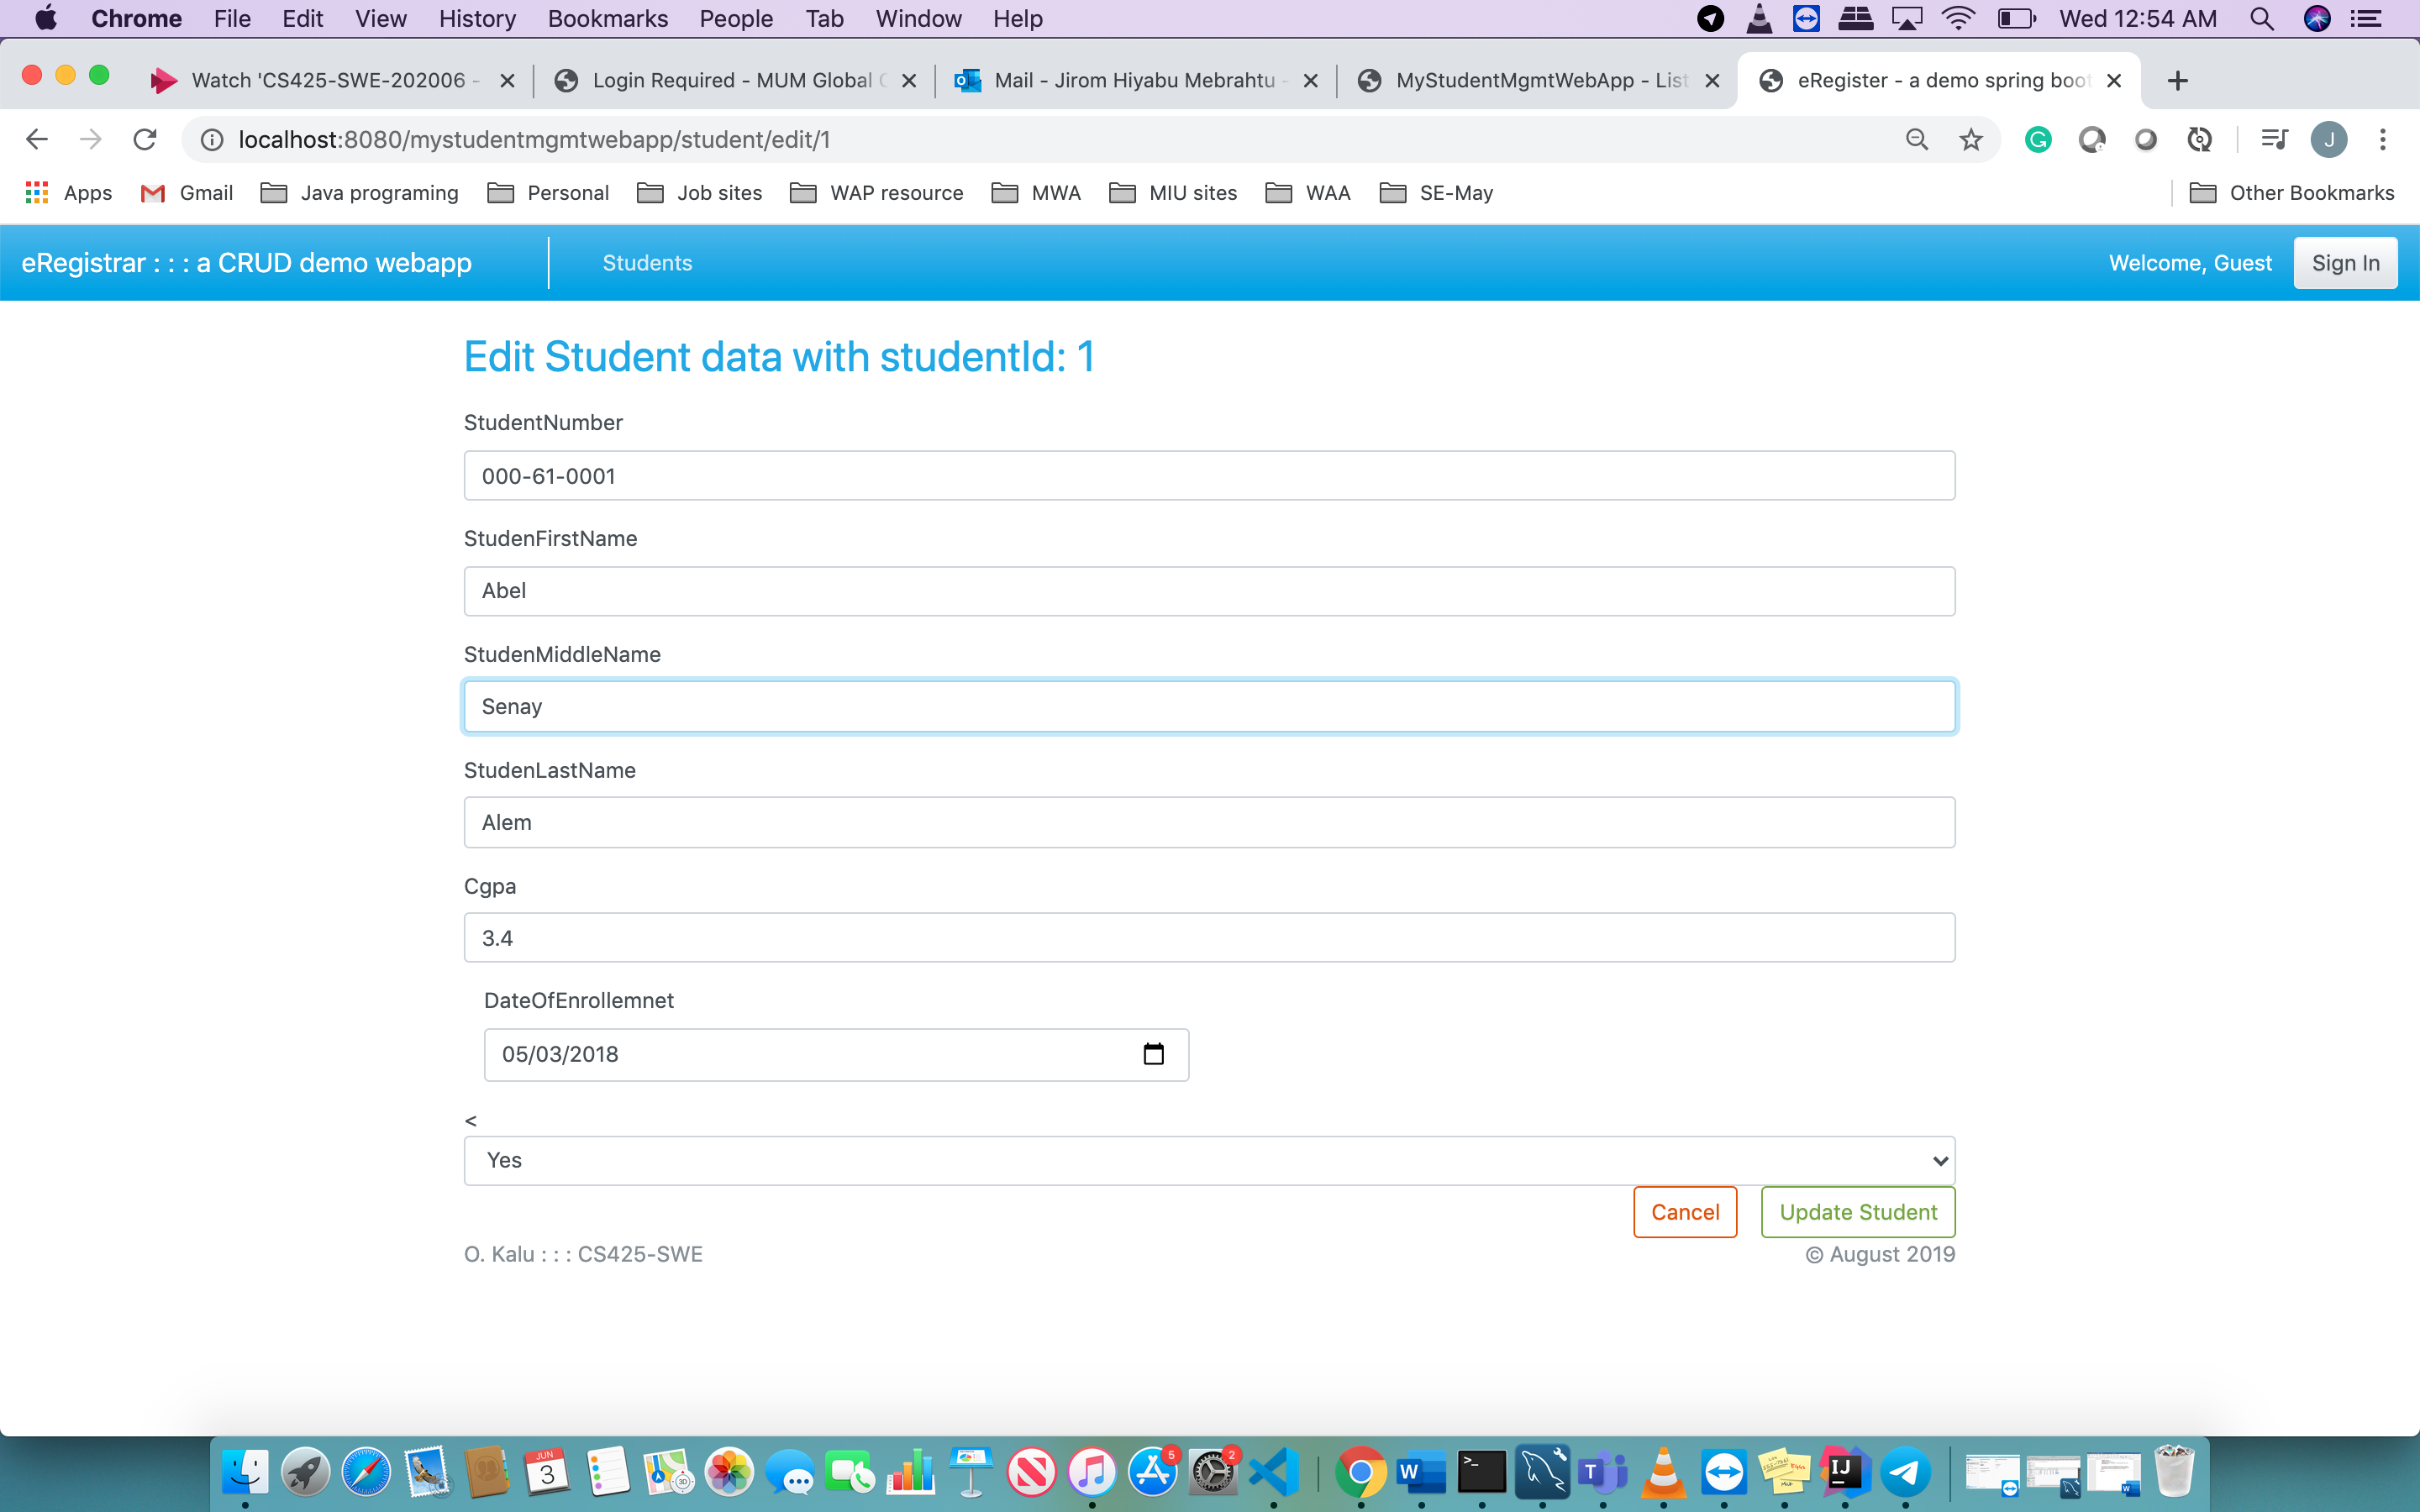 Chrome File Edit View History Bookmarks People Tab Window Help Wed 12:54 AM
Watch 'CS425-SWE-202006 - Login Required - MUM Global Mail - Jirom Hiyabu Mebrahtu - MyStudentMgmtWebApp - List eRegister - a demo spring boot
localhost:8080/mystudentmgmtwebapp/student/edit/1 J
Apps Gmail Java programing Personal Job sites WAP resource MWA MIU sites WAA SE-May Other Bookmarks
eRegistrar : : : a CRUD demo webapp Students Welcome, Guest Sign In
Edit Student data with studentId: 1
StudentNumber
000-61-0001
StudenFirstName
Abel
StudenMiddleName
Senay
StudenLastName
Alem
Cgpa
3.4
DateOfEnrollemnet
05/03/2018
<
Yes
Cancel Update Student
O. Kalu : : : CS425-SWE © August 2019
JUN 3 5 2 W >_ T IJ